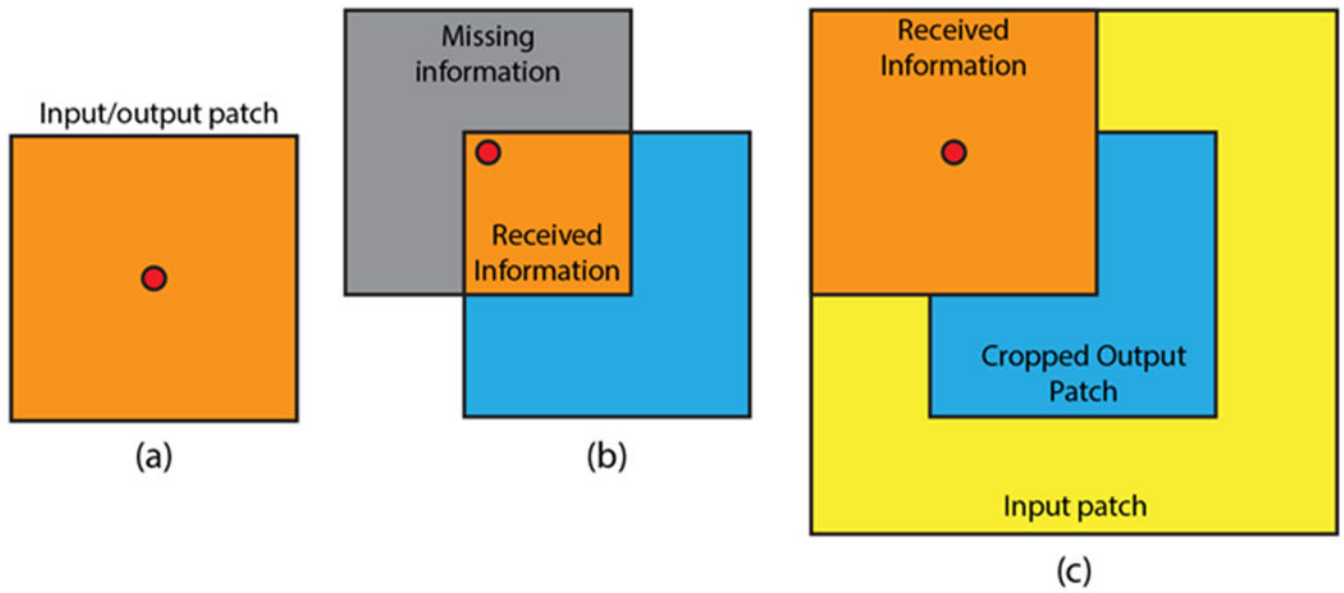 Input/output patch
(a)
Missing
information
Received
Information
(b)
Received
Information
Cropped Output
Patch
Input patch
(c)